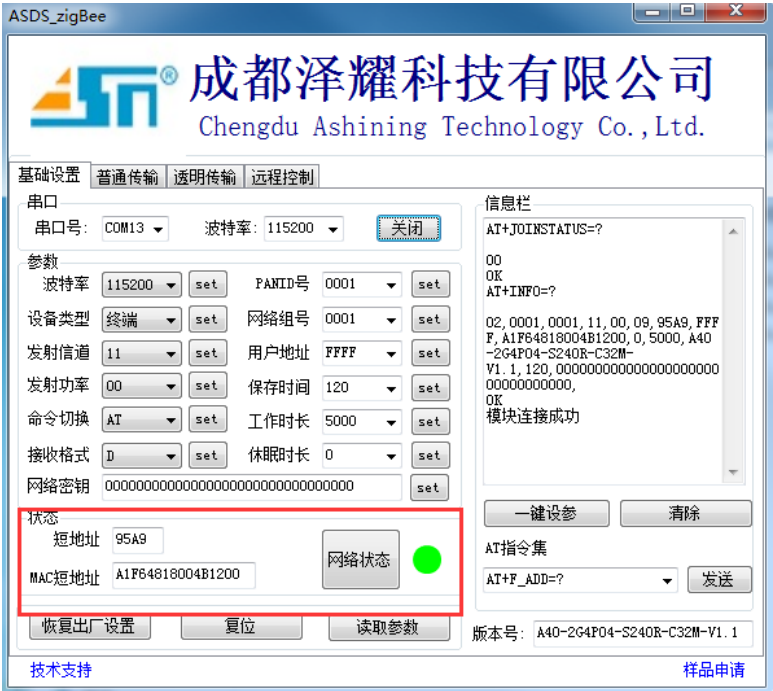 ASDS_zigBee
成都泽耀科技有限公司
Chengdu Ashining Technology Co.,Ltd.
基础设置 普通传输 透明传输 远程控制
串口
串口号: COM13 波特率: 115200 关闭
参数
波特率 115200 set PANID号 0001 set
设备类型 终端 set 网络组号 0001 set
发射信道 11 set 用户地址 FFFF set
发射功率 00 set 保存时间 120 set
命令切换 AT set 工作时长 5000 set
接收格式 D set 休眠时长 0 set
网络密钥 00000000000000000000000000000000 set
状态
短地址 95A9
网络状态
MAC短地址 A1F64818004B1200
恢复出厂设置 复位 读取参数
信息栏
AT+JOINSTATUS=?
00
OK
AT+INFO=?
02,0001,0001,11,00,09,95A9,FFF
F,A1F64818004B1200,0,5000,A40
-2G4P04-S240R-C32M-
V1.1,120,000000000000000000000
00000000000,
OK
模块连接成功
一键设参 清除
AT指令集
AT+F_ADD=? 发送
版本号: A40-2G4P04-S240R-C32M-V1.1
技术支持 样品申请